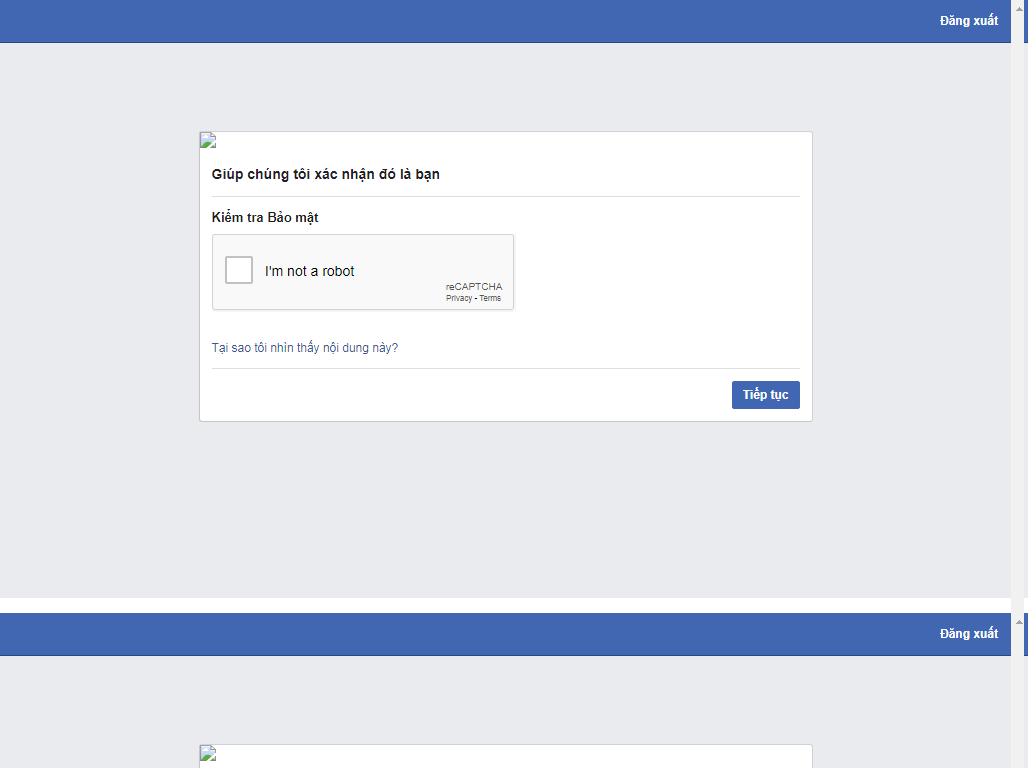 Đăng xuất
Giúp chúng tôi xác nhận đó là bạn
Kiểm tra Bảo mật
I'm not a robot
reCAPTCHA
Privacy - Terms
Tại sao tôi nhìn thấy nội dung này?
Tiếp tục
Đăng xuất